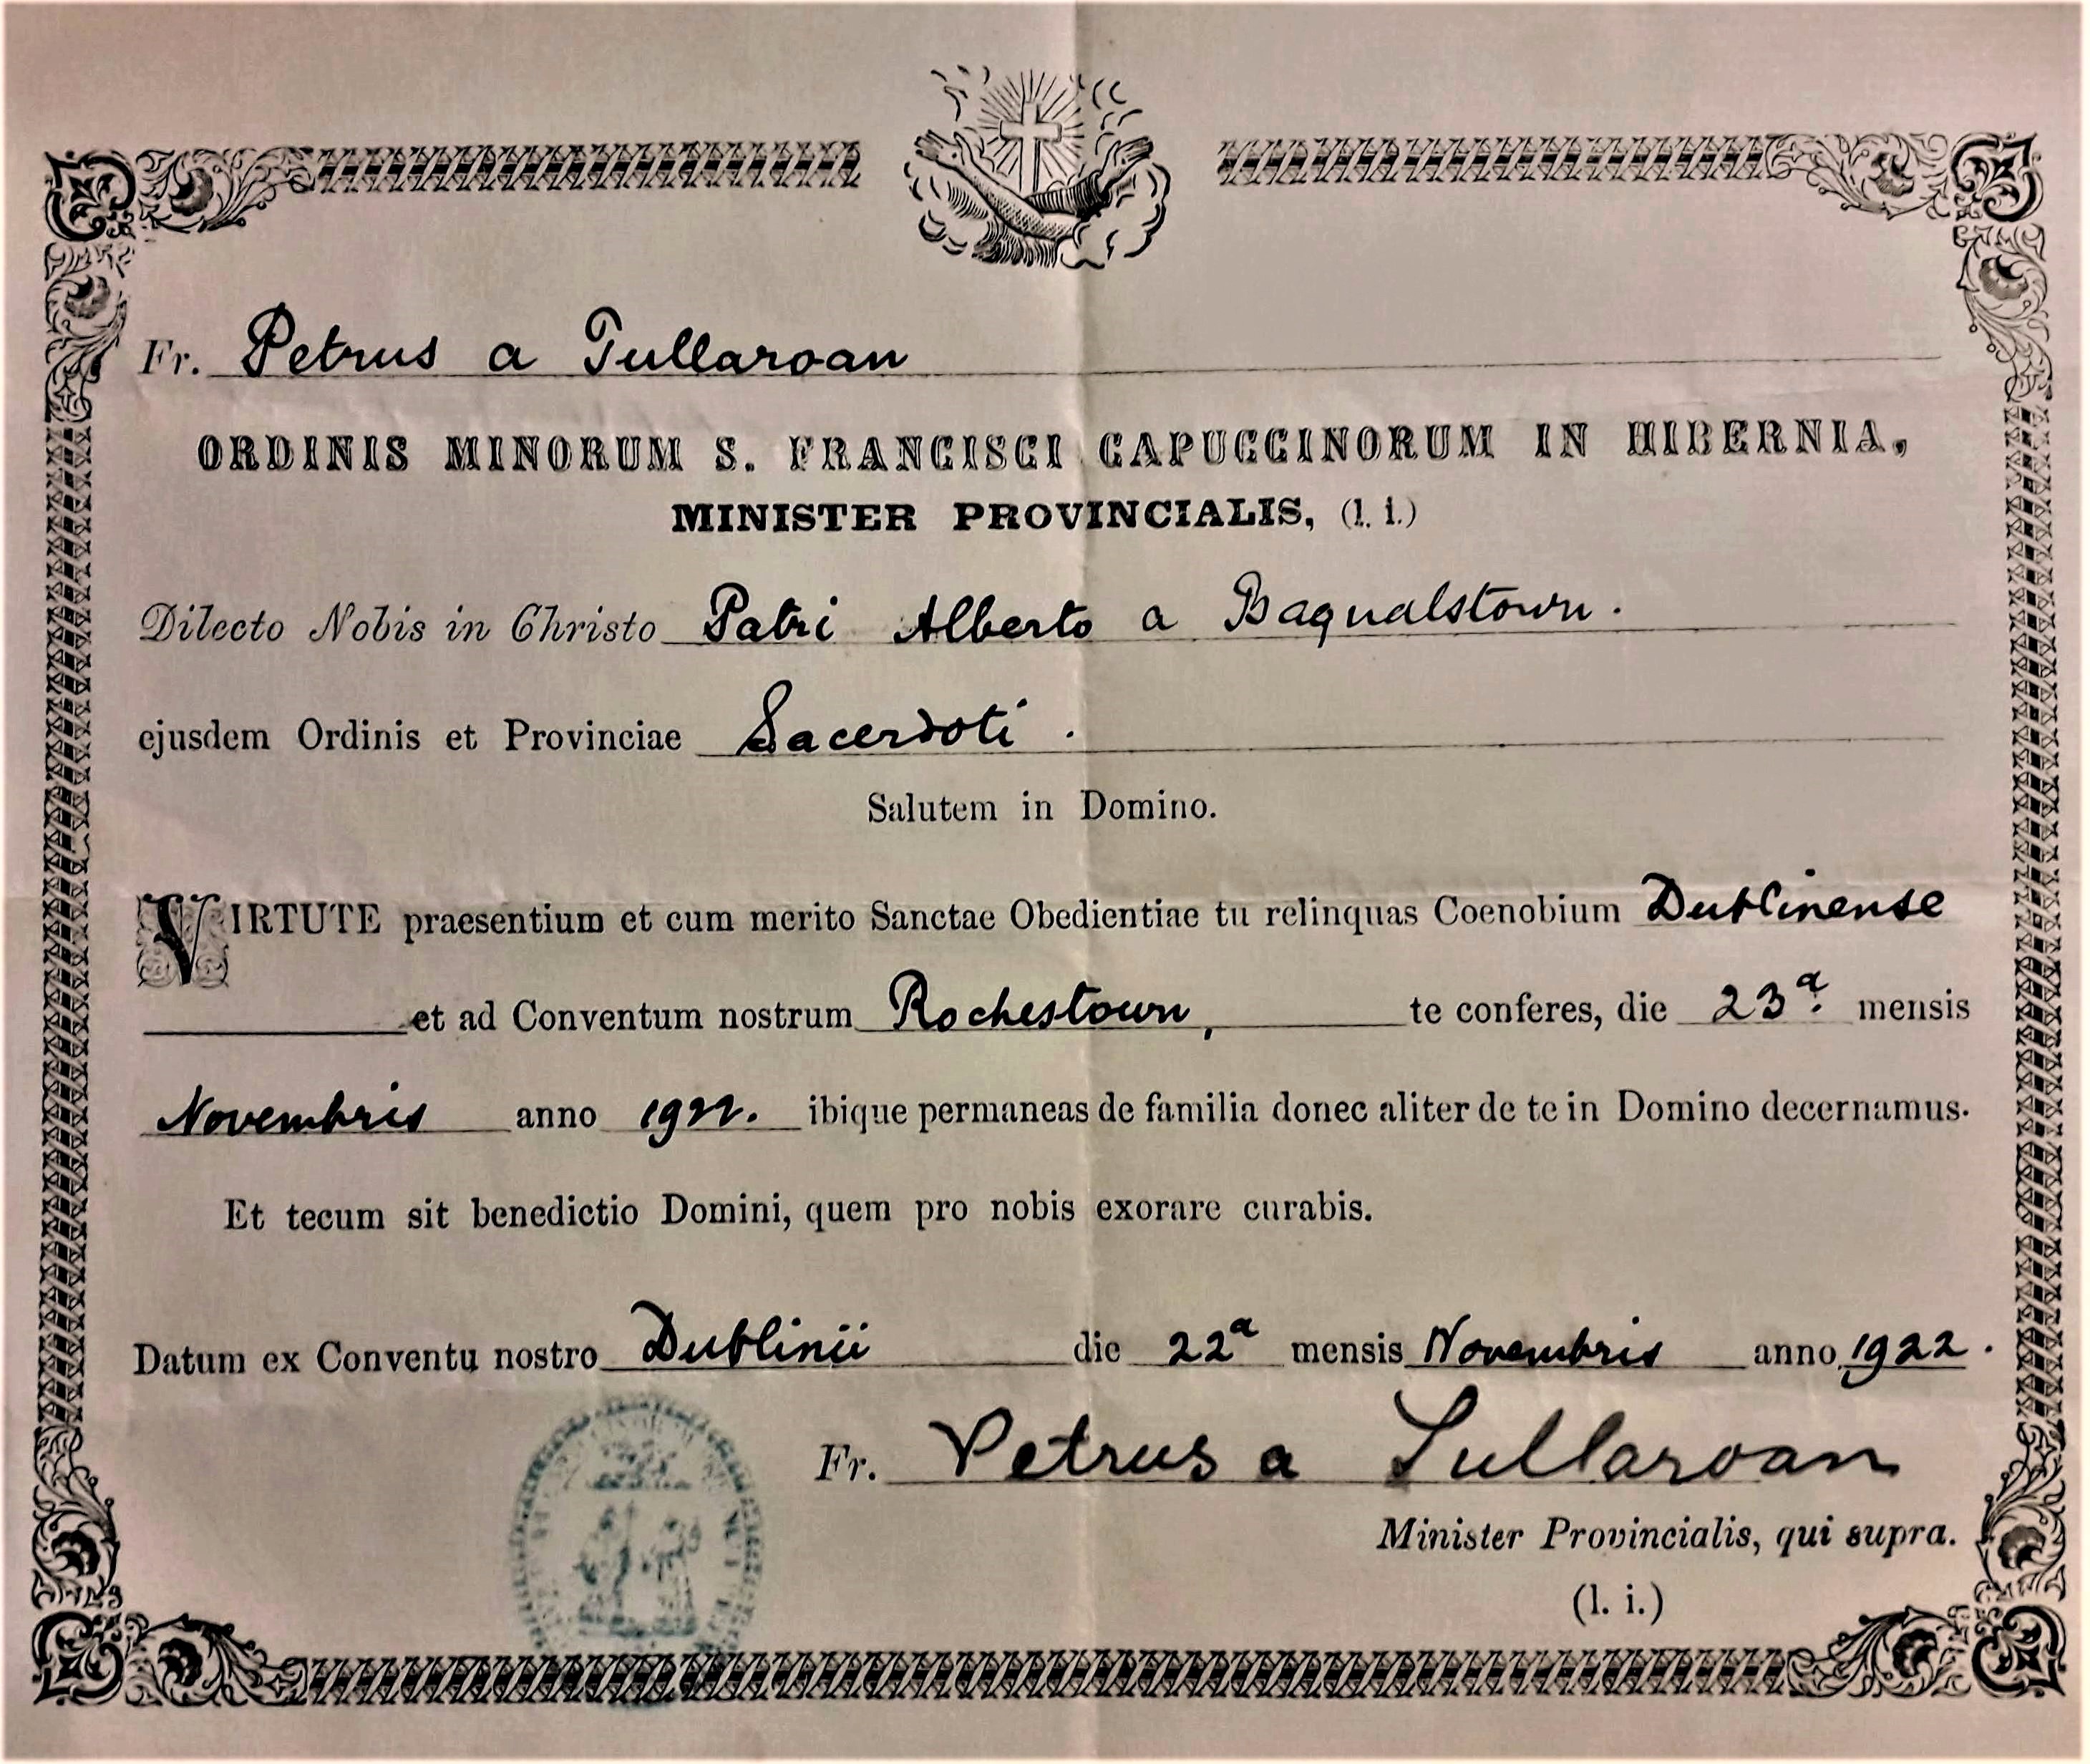 Fr. Petrus a Tullaroan
ORDINIS MINORUM S. FRANCISCI CAPUCCINORUM IN HIBERNIA,
MINISTER PROVINCIALIS, (l. i.)
Dilecto Nobis in Christo Patri Alberto a Bagnalstown.
ejusdem Ordinis et Provinciae Sacerdoti.
Salutem in Domino.
VIRTUTE praesentium et cum merito Sanctae Obedientiae tu relinquas Coenobium Dublinense
et ad Conventum nostrum Rochestown, te conferes, die 23ª. mensis
Novembris anno 1922. ibique permaneas de familia donec aliter de te in Domino decernamus.
Et tecum sit benedictio Domini, quem pro nobis exorare curabis.
Datum ex Conventu nostro Dublinii die 22ª mensis Novembris anno 1922.
Fr. Petrus a Tullaroan
Minister Provincialis, qui supra.
(l. i.)